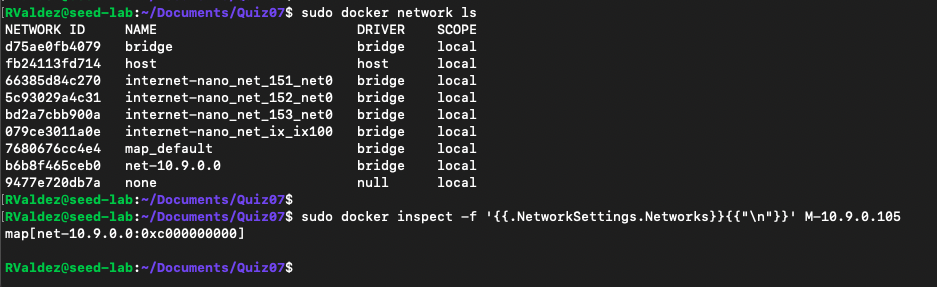 [RValdez@seed-lab:~/Documents/Quiz07$ sudo docker network ls
NETWORK ID     NAME                         DRIVER    SCOPE
d75ae0fb4079   bridge                       bridge    local
fb24113fd714   host                         host      local
66385d84c270   internet-nano_net_151_net0   bridge    local
5c93029a4c31   internet-nano_net_152_net0   bridge    local
bd2a7cbb900a   internet-nano_net_153_net0   bridge    local
079ce3011a0e   internet-nano_net_ix_ix100   bridge    local
7680676cc4e4   map_default                  bridge    local
b6b8f465ceb0   net-10.9.0.0                 bridge    local
9477e720db7a   none                         null      local
[RValdez@seed-lab:~/Documents/Quiz07$
[RValdez@seed-lab:~/Documents/Quiz07$ sudo docker inspect -f '{{.NetworkSettings.Networks}}{{"\n"}}' M-10.9.0.105
map[net-10.9.0.0:0xc000000000]
RValdez@seed-lab:~/Documents/Quiz07$